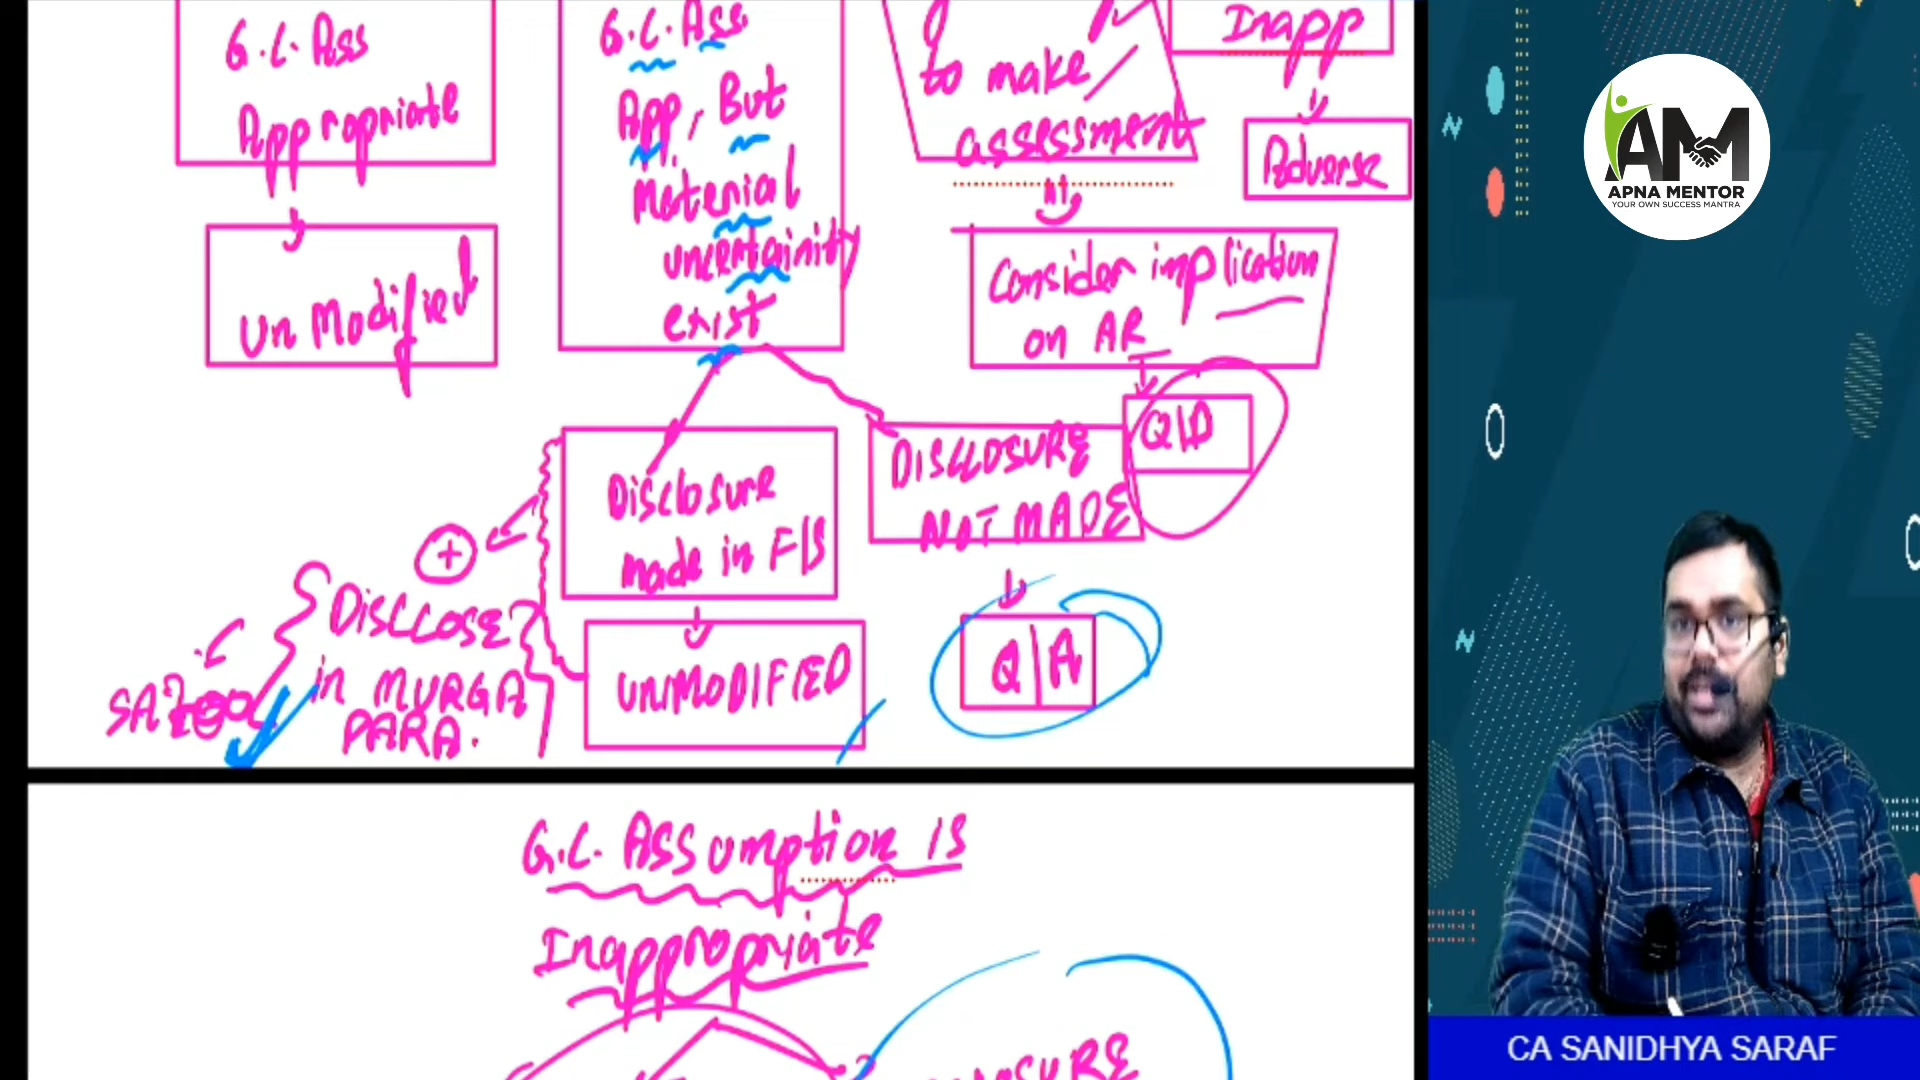 G.C. Ass
Appropriate
Un Modified
G.C. Ass
App, But
Material
uncertainity
exist
to make
assessment
Inapp
Adverse
Consider implication
on AR
Q|D
Disclosure
made in F|S
UNMODIFIED
DISCLOSURE
NOT MADE
Q|A
+
DISCLOSE
in MURGA
PARA.
G.C. Assumption is
Inappropriate
AM
APNA MENTOR
YOUR OWN SUCCESS MANTRA
CA SANIDHYA SARAF